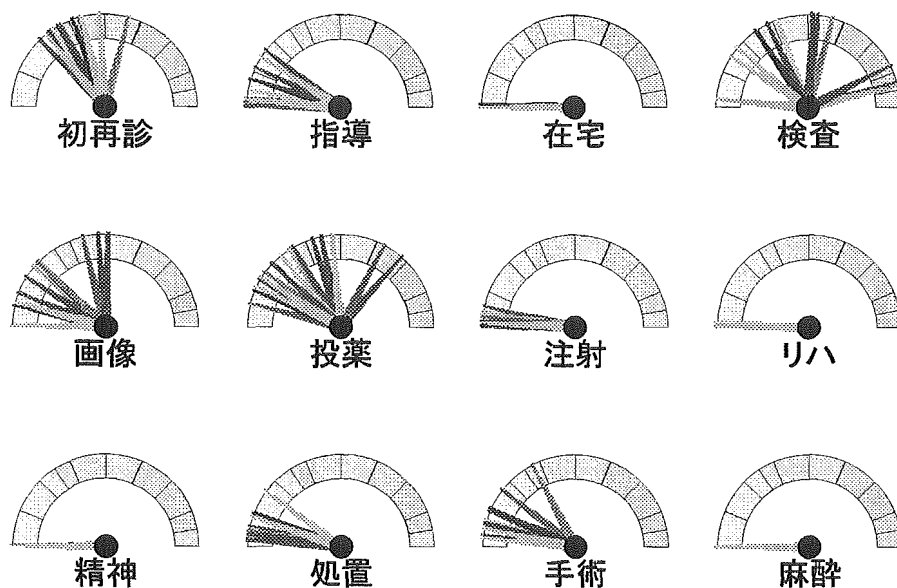 初再診 指導 在宅 検査
画像 投薬 注射 リハ
精神 処置 手術 麻酔